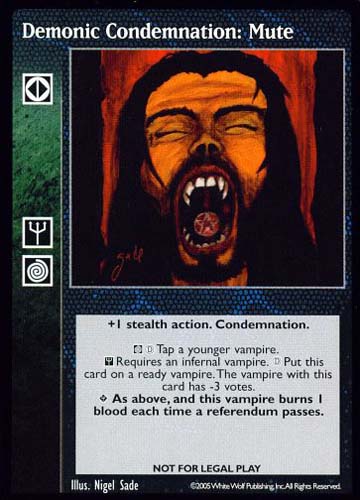 Demonic Condemnation: Mute
+1 stealth action. Condemnation.
D Tap a younger vampire.
Requires an infernal vampire. D Put this
card on a ready vampire. The vampire with this
card has -3 votes.
As above, and this vampire burns 1
blood each time a referendum passes.
NOT FOR LEGAL PLAY
Illus. Nigel Sade
©2005 White Wolf Publishing, Inc. All Rights Reserved.